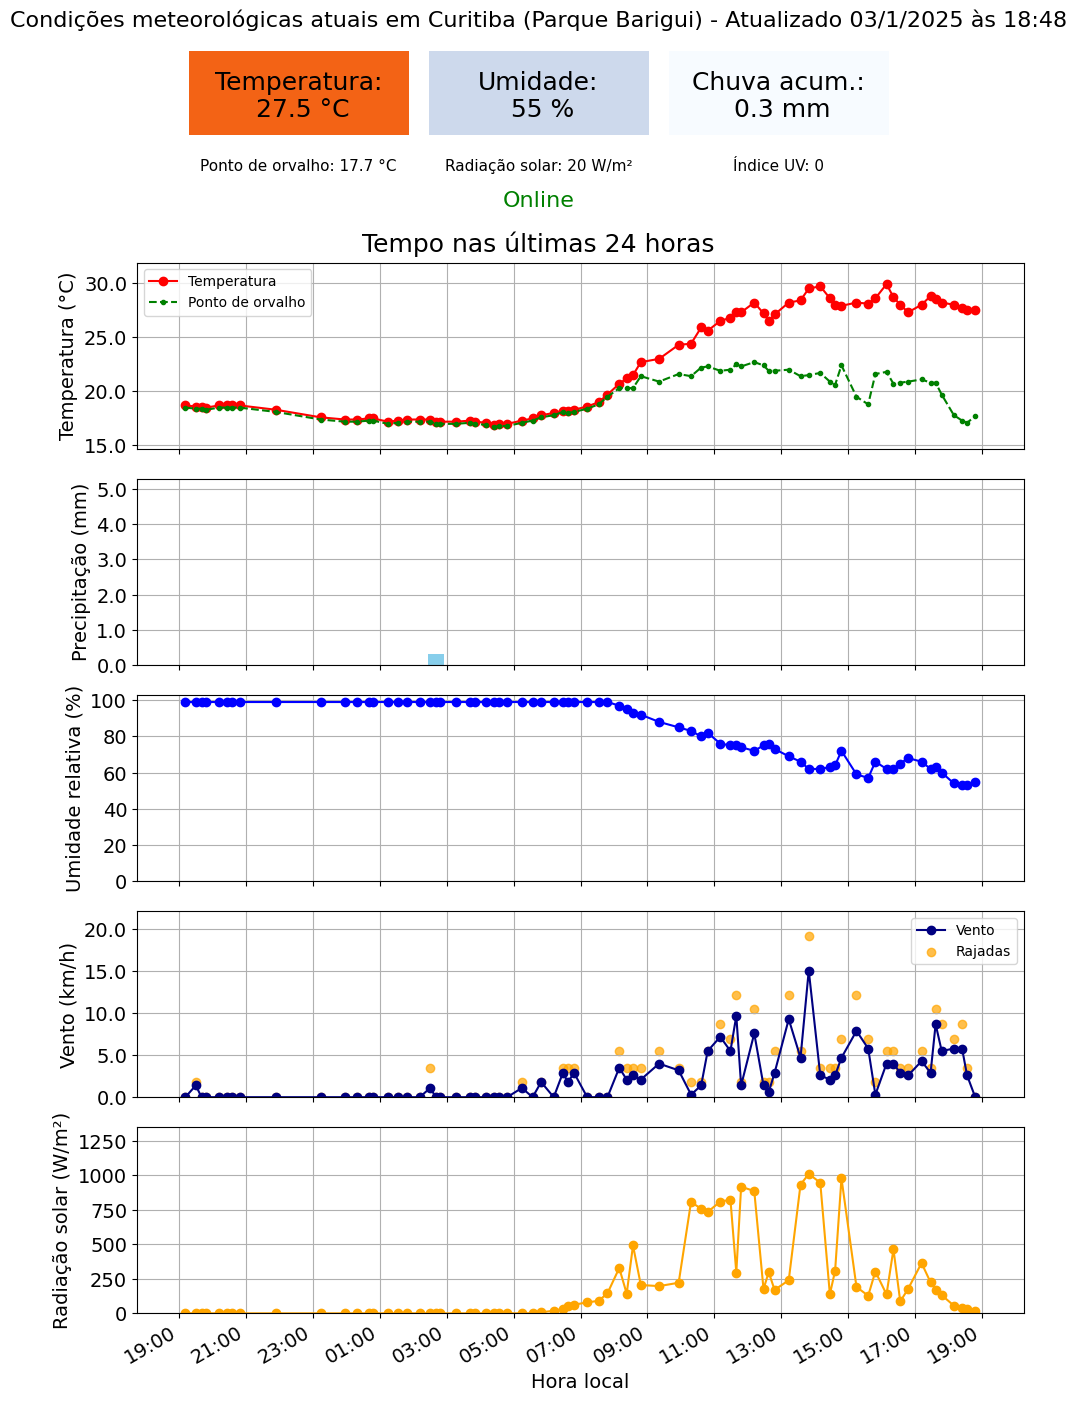 Condições meteorológicas atuais em Curitiba (Parque Barigui) - Atualizado 03/1/2025 às 18:48
Temperatura:
27.5 °C
Umidade:
55 %
Chuva acum.:
0.3 mm
Ponto de orvalho: 17.7 °C
Radiação solar: 20 W/m²
Índice UV: 0
Online
Tempo nas últimas 24 horas
Temperatura (°C)
30.0
25.0
20.0
15.0
Temperatura
Ponto de orvalho
Precipitação (mm)
5.0
4.0
3.0
2.0
1.0
0.0
Umidade relativa (%)
100
80
60
40
20
0
Vento (km/h)
20.0
15.0
10.0
5.0
0.0
Vento
Rajadas
Radiação solar (W/m²)
1250
1000
750
500
250
0
19:00
21:00
23:00
01:00
03:00
05:00
07:00
09:00
11:00
13:00
15:00
17:00
19:00
Hora local